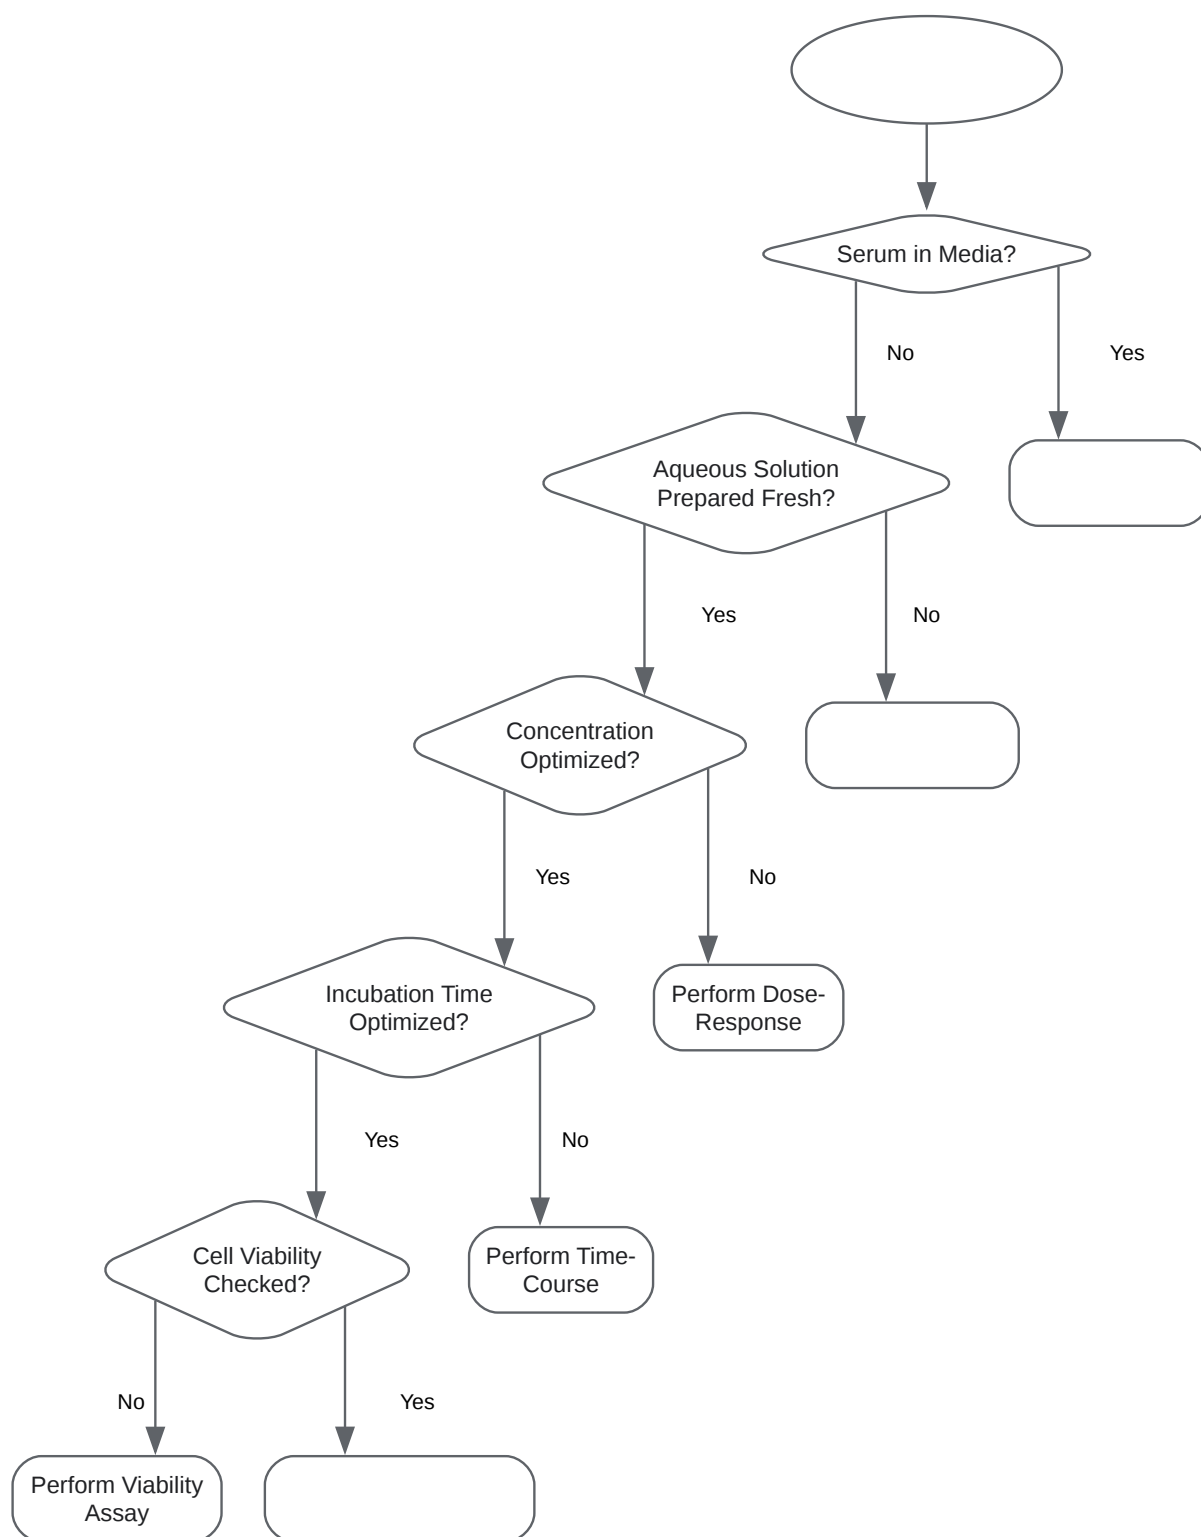 Serum in Media?
No
Yes
Aqueous Solution
Prepared Fresh?
Yes
No
Concentration
Optimized?
Yes
No
Incubation Time
Optimized?
Perform Dose-
Response
Yes
No
Cell Viability
Checked?
Perform Time-
Course
No
Yes
Perform Viability
Assay